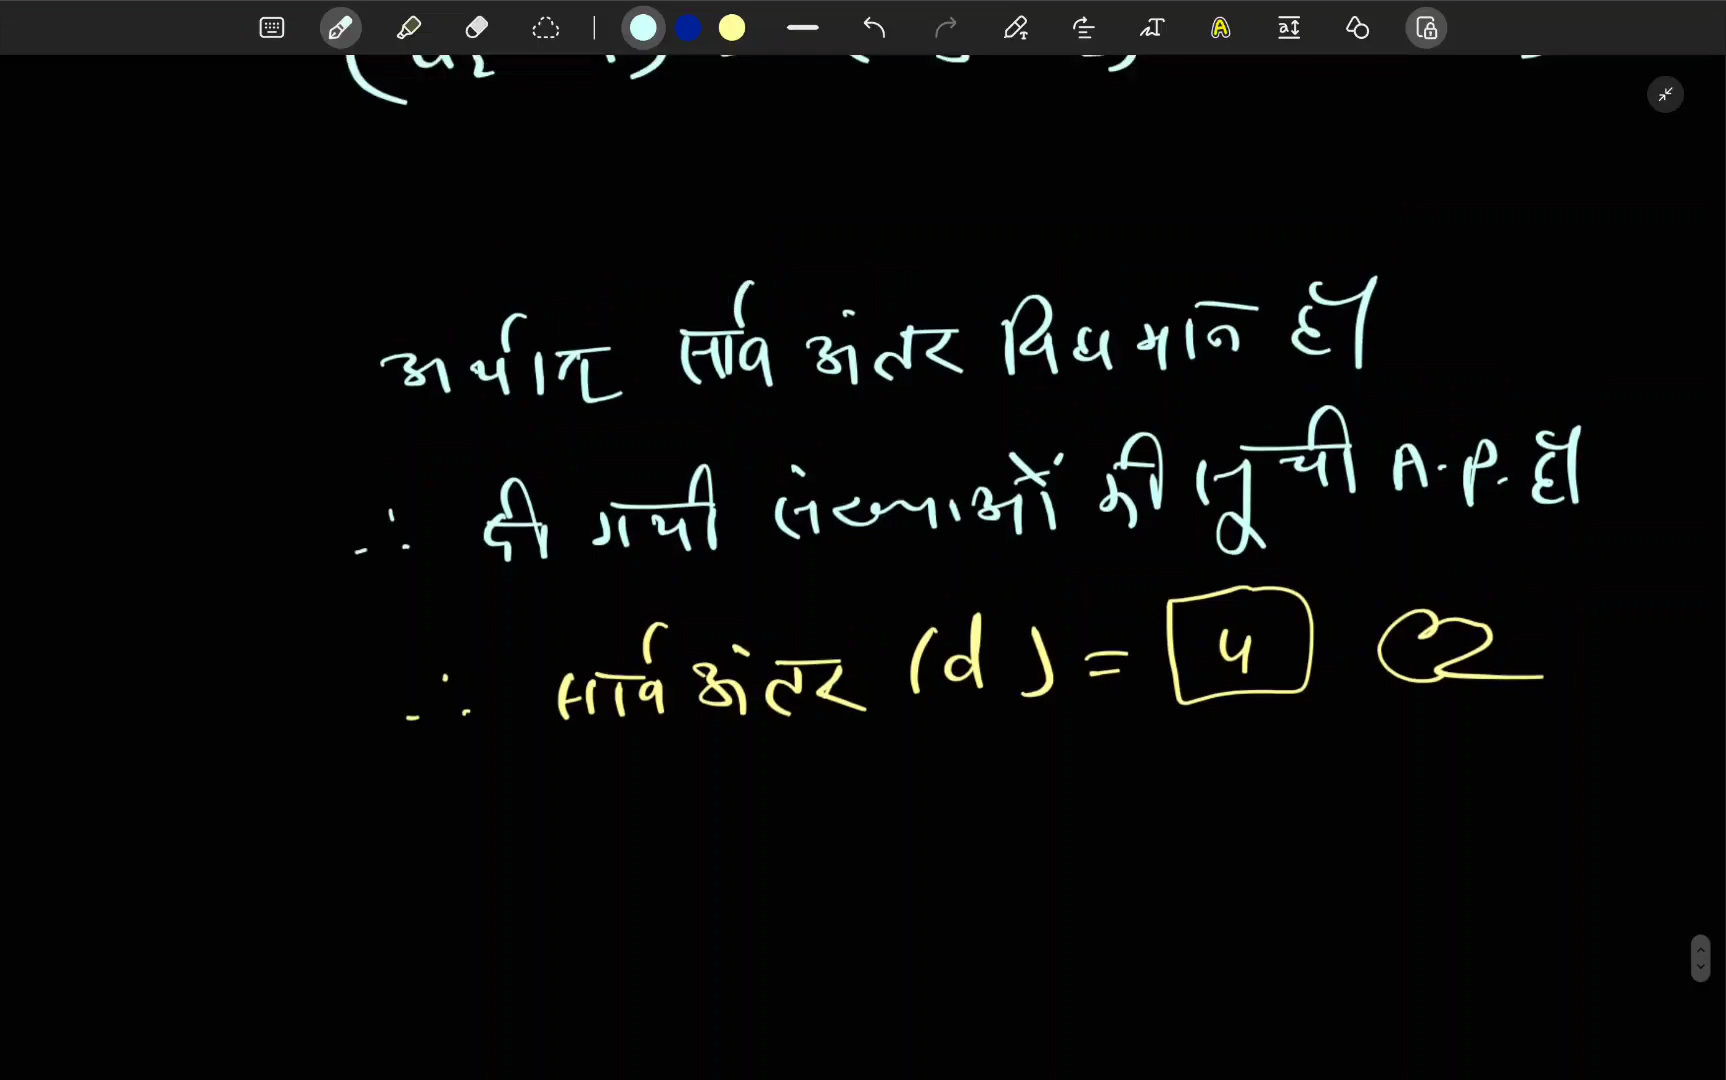 अर्थात् सार्व अंतर विद्यमान है।
∴ दी गयी संख्याओं की सूची A.P. है।
∴ सार्व अंतर (d) = 4